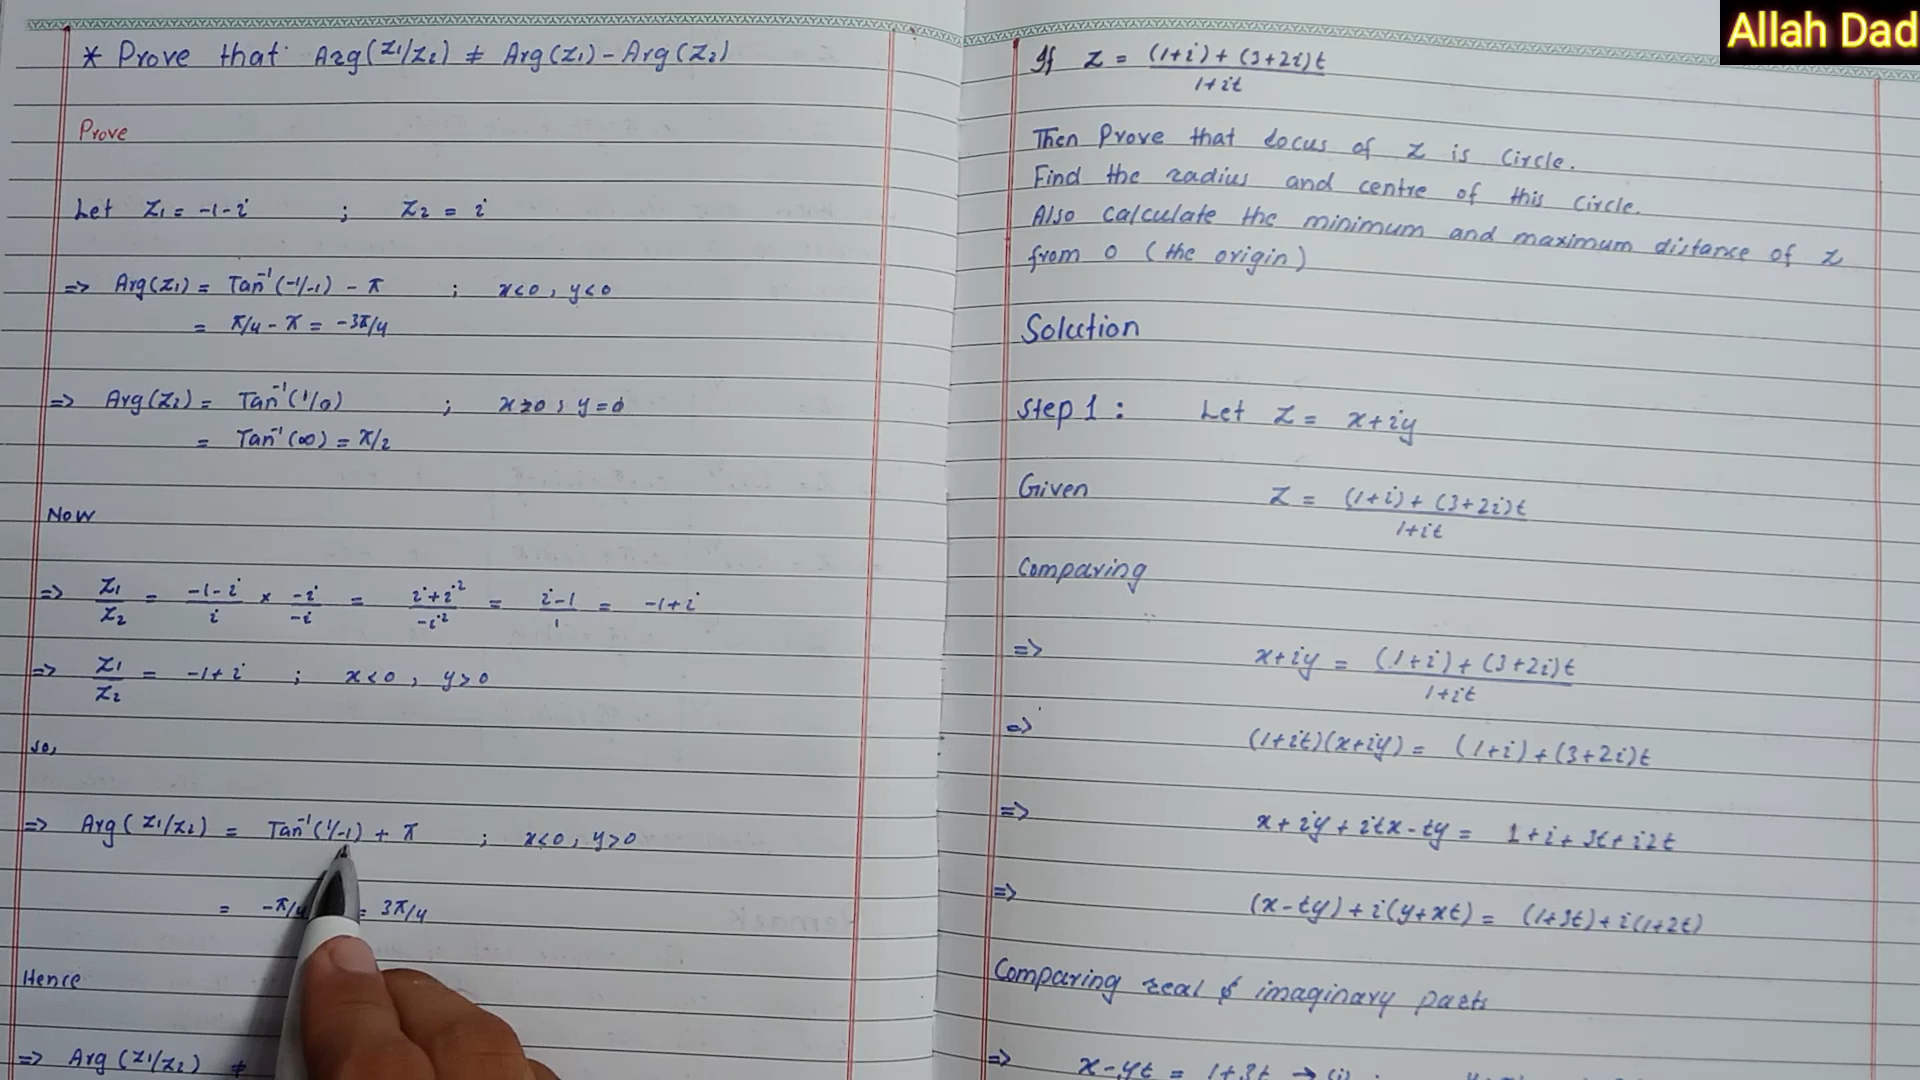 Allah Dad
* Prove that Arg(z1/z2) ≠ Arg(z1) - Arg(z2)
Prove
Let z1 = -1-i ; z2 = i
=> Arg(z1) = Tan⁻¹(-1/-1) - π ; x<0, y<0
= π/4 - π = -3π/4
=> Arg(z2) = Tan⁻¹(1/0) ;
= Tan⁻¹(∞) = π/2
Now
=> z1/z2 = -1-i/i × -i/-i = i+i²/-i² = i-1/1 = -1+i
=> z1/z2 = -1+i ; x<0, y>0
so,
=> Arg(z1/z2) = Tan⁻¹(1/-1) + π ; x<0, y>0
= -π/4 = 3π/4
Hence
=> Arg(z1/z2) ≠
If z = (1+i) + (3+2i)t / 1+it
Then Prove that locus of z is circle.
Find the radius and centre of this circle.
Also calculate the minimum and maximum distance of z
from 0 (the origin)
Solution
Step 1 : Let z = x+iy
Given z = (1+i) + (3+2i)t / 1+it
Comparing
=> x+iy = (1+i) + (3+2i)t / 1+it
=> (1+it)(x+iy) = (1+i) + (3+2i)t
=> x + iy + itx - ty = 1+i+3t+i2t
=> (x-ty) + i(y+xt) = (1+3t) + i(1+2t)
Comparing real & imaginary parts
=> x-yt = 1+3t → (i) ;